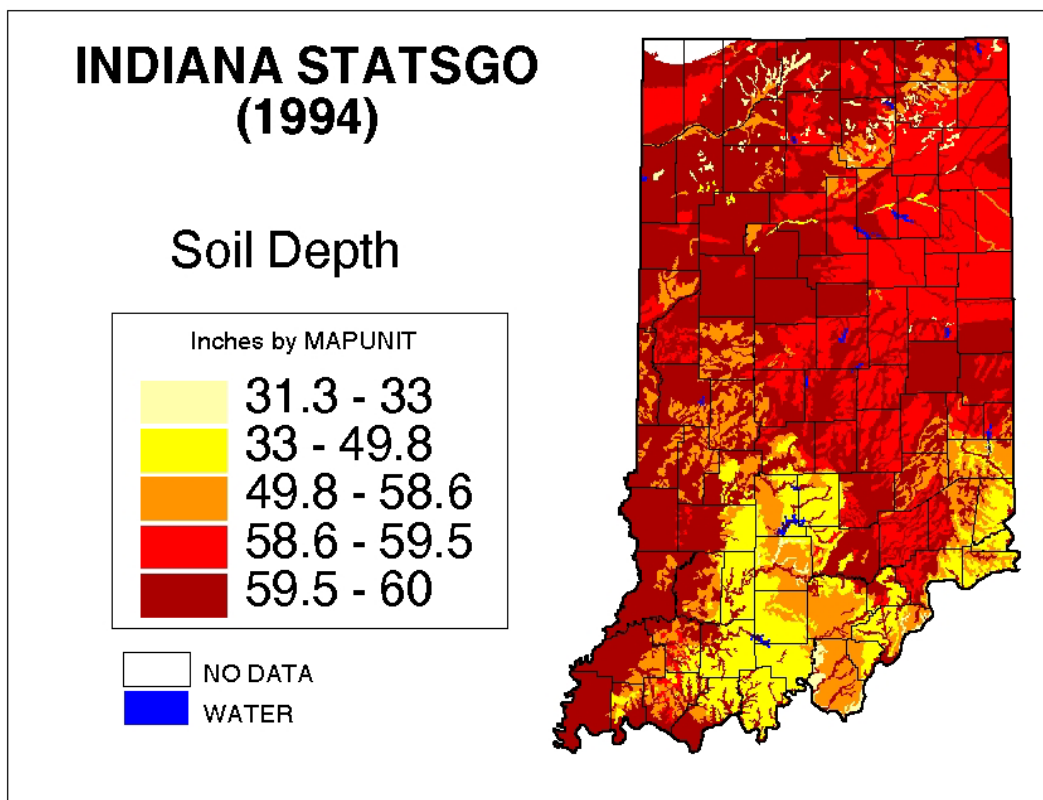 INDIANA STATSGO
(1994)
Soil Depth
Inches by MAPUNIT
31.3 - 33
33 - 49.8
49.8 - 58.6
58.6 - 59.5
59.5 - 60
NO DATA
WATER